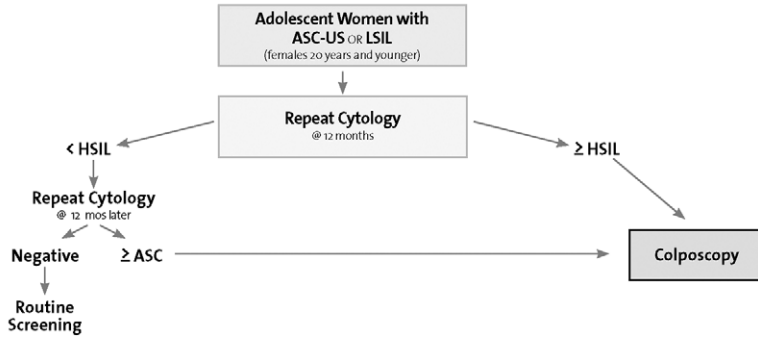 Adolescent Women with
ASC-US OR LSIL
(females 20 years and younger)
Repeat Cytology
@ 12 months
< HSIL
≥ HSIL
Repeat Cytology
@ 12 mos later
Negative
≥ ASC
Colposcopy
Routine
Screening